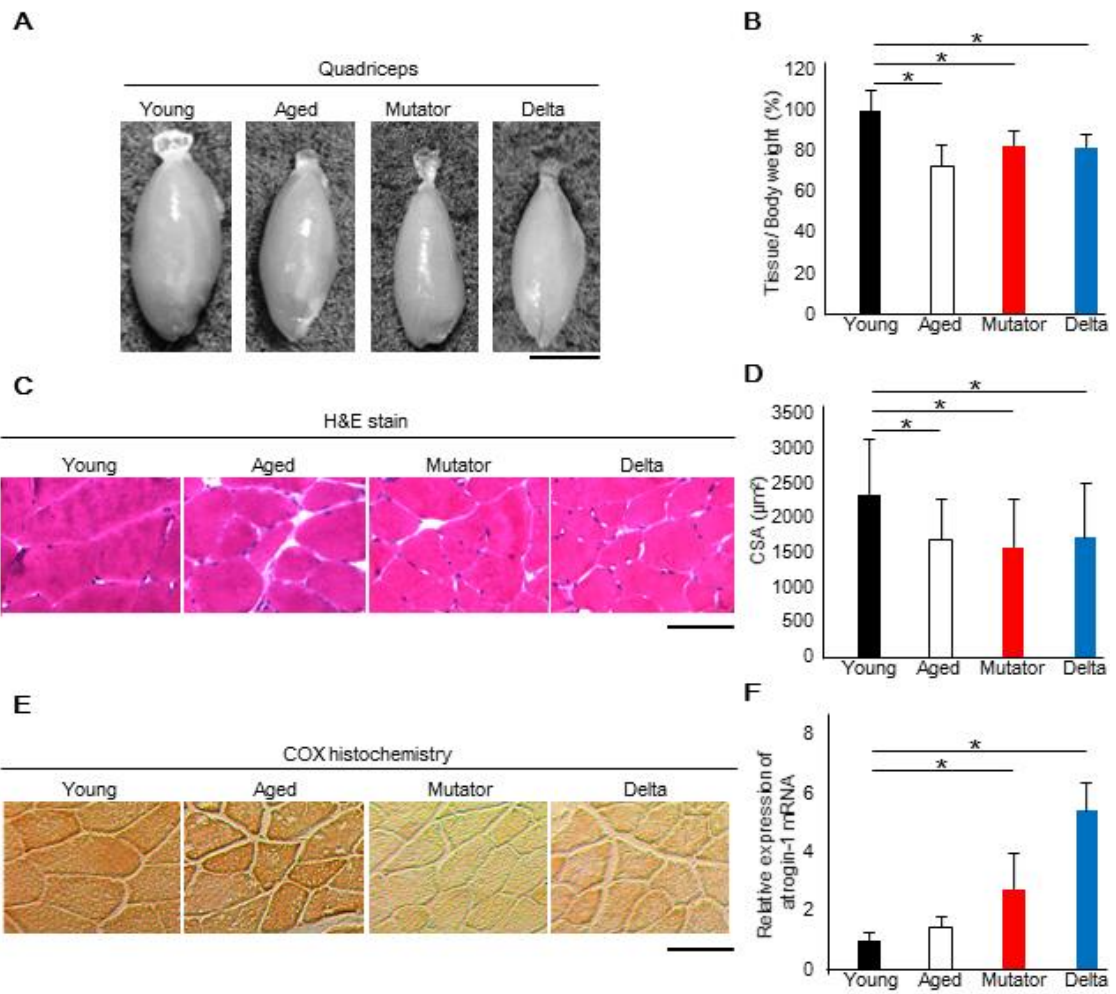 A
Quadriceps
Young Aged Mutator Delta
B
* * *
Tissue/ Body weight (%)
120
100
80
60
40
20
0
Young Aged Mutator Delta
C
H&E stain
Young Aged Mutator Delta
D
* * *
CSA (μm²)
3500
3000
2500
2000
1500
1000
500
0
Young Aged Mutator Delta
E
COX histochemistry
Young Aged Mutator Delta
F
* *
Relative expression of
atrogin-1 mRNA
8
6
4
2
0
Young Aged Mutator Delta